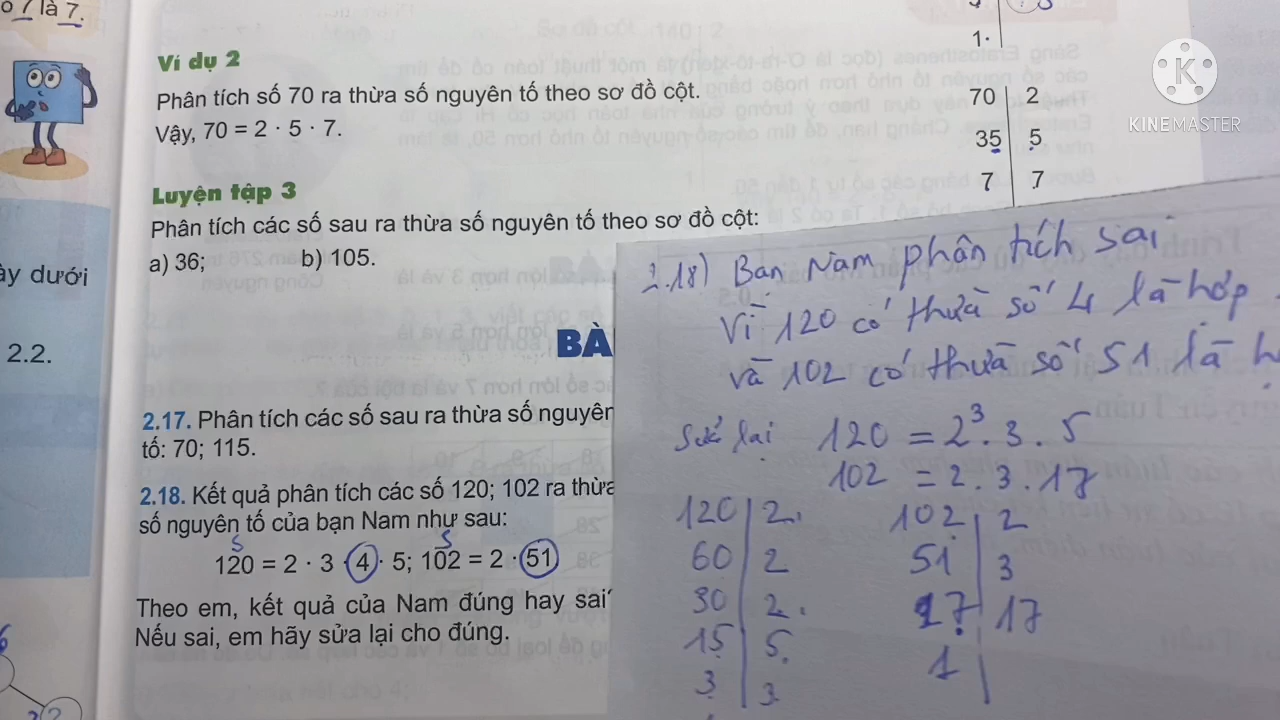 là 7.
Ví dụ 2
Phân tích số 70 ra thừa số nguyên tố theo sơ đồ cột.
Vậy, 70 = 2 · 5 · 7.
1.
70 2
35 5
7 7
KINEMASTER
Luyện tập 3
Phân tích các số sau ra thừa số nguyên tố theo sơ đồ cột:
a) 36; b) 105.
dưới
2.2.
BÀ
2.17. Phân tích các số sau ra thừa số nguyên
tố: 70; 115.
2.18. Kết quả phân tích các số 120; 102 ra thừa
số nguyên tố của bạn Nam như sau:
S S
120 = 2 · 3 · 4 · 5; 102 = 2 · 51
Theo em, kết quả của Nam đúng hay sai
Nếu sai, em hãy sửa lại cho đúng.
2.18) Bạn Nam phân tích sai
Vì 120 có thừa số 4 là hợp
và 102 có thừa số 51 là h
Sửa lại 120 = 2³. 3. 5
102 = 2. 3. 17
120 2 102 2
60 2 51 3
30 2 17 17
15 5 1
3 3